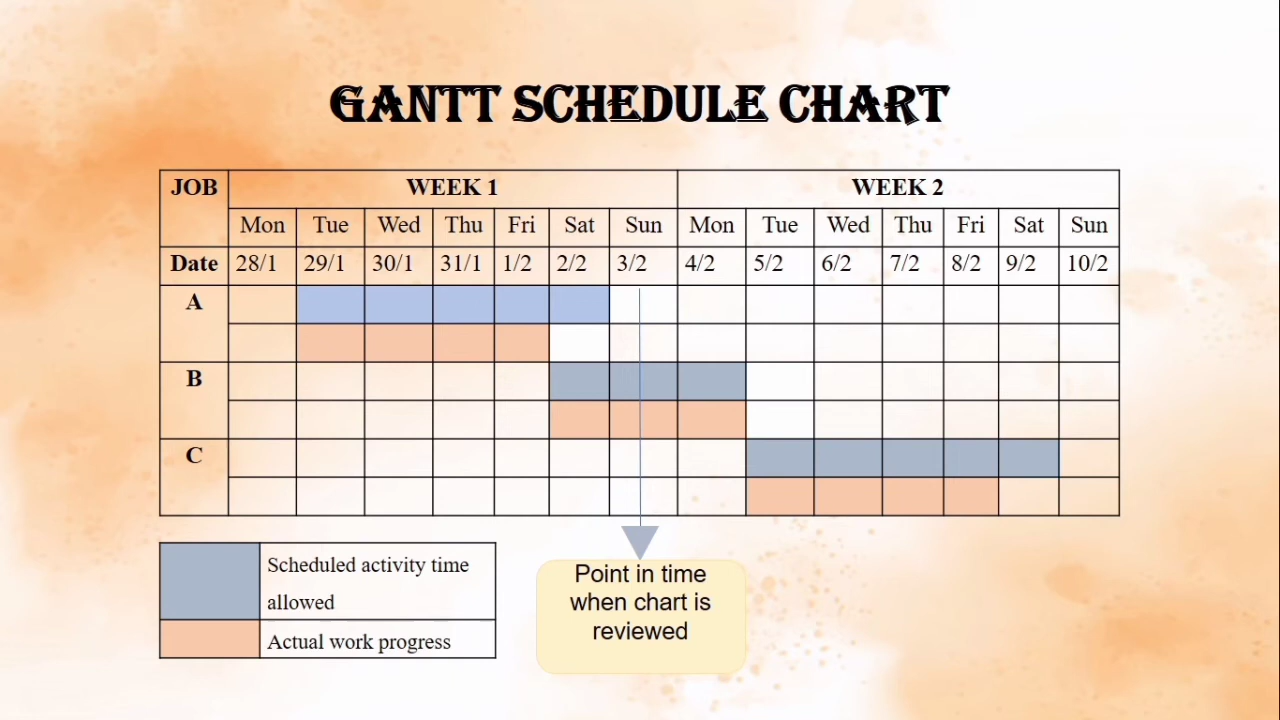 GANTT SCHEDULE CHART
JOB WEEK 1 WEEK 2
Mon Tue Wed Thu Fri Sat Sun Mon Tue Wed Thu Fri Sat Sun
Date 28/1 29/1 30/1 31/1 1/2 2/2 3/2 4/2 5/2 6/2 7/2 8/2 9/2 10/2
A
B
C
Scheduled activity time
allowed
Actual work progress
Point in time
when chart is
reviewed